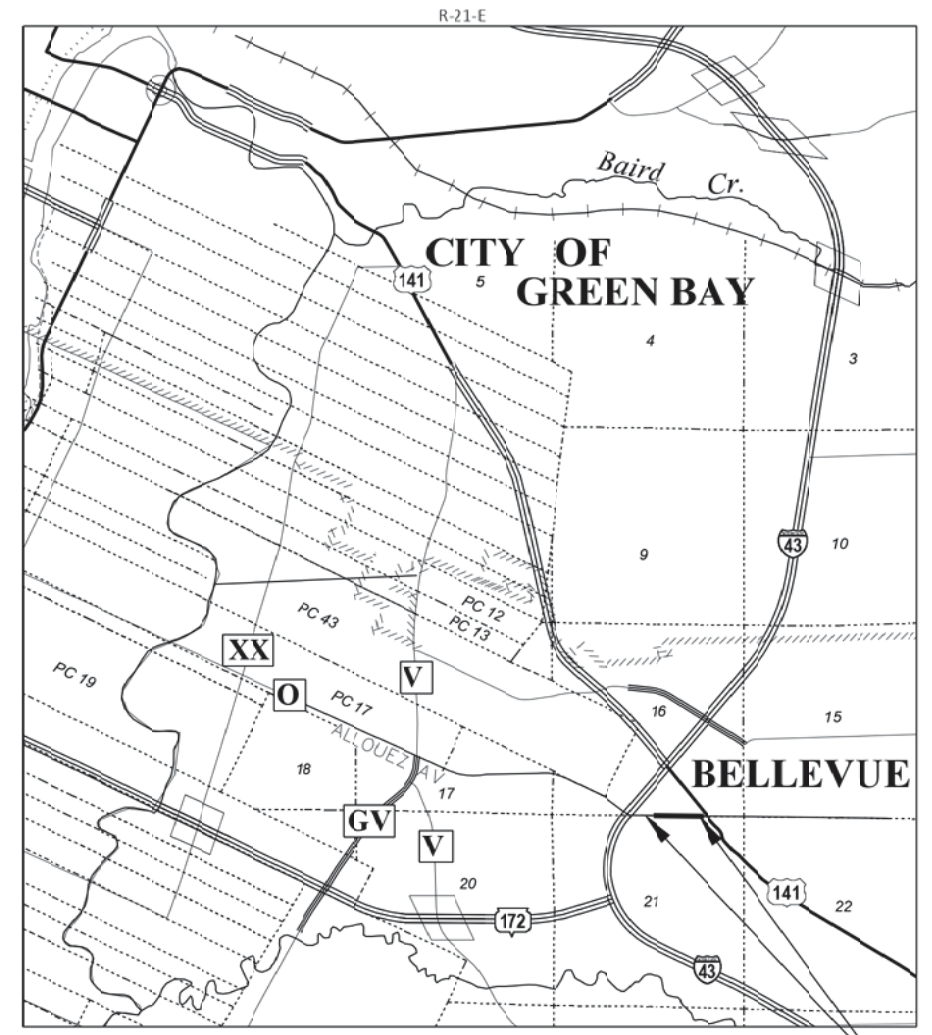 R-21-E
Baird Cr.
CITY OF
141
5
GREEN BAY
4
3
43
10
9
PC 12
PC 43
PC 13
XX
PC 19
V
O
PC 17
16
15
ALLOUEZ AV
18
BELLEVUE
17
GV
V
20
141
21
22
172
43